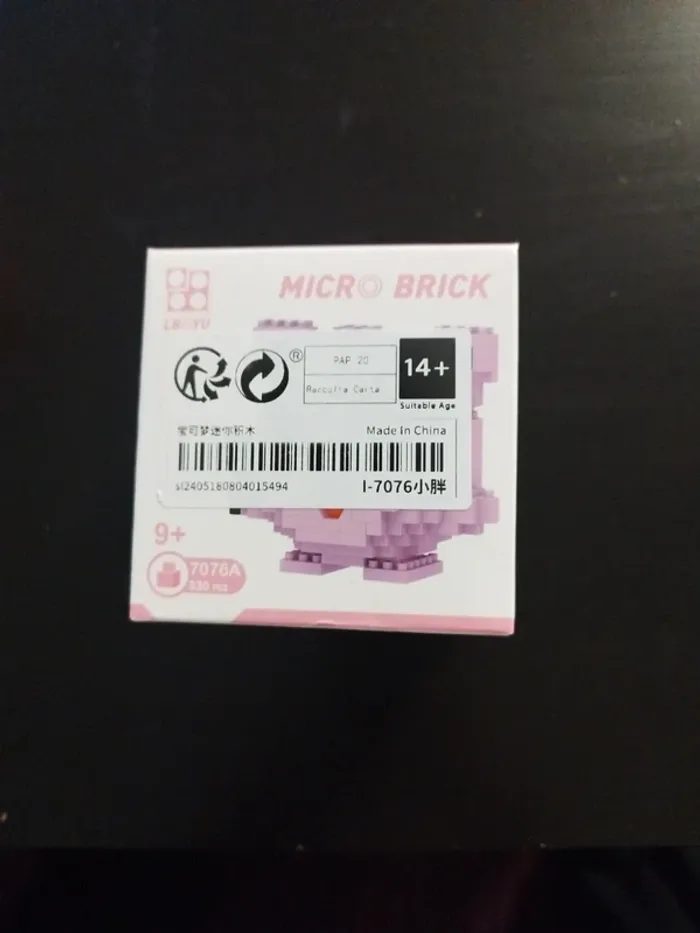 MICRO BRICK
LBOYU
®
PAP 20
Raccolta Carta
14+
Suitable Age
宝可梦迷你积木
Made In China
sl2405180804015494
I-7076小胖
9+
7076A